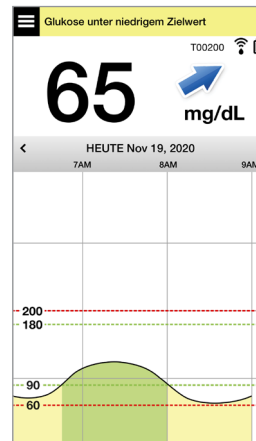 Glukose unter niedrigem Zielwert
T00200
65
mg/dL
HEUTE Nov 19, 2020
7AM 8AM 9AM
200
180
90
60